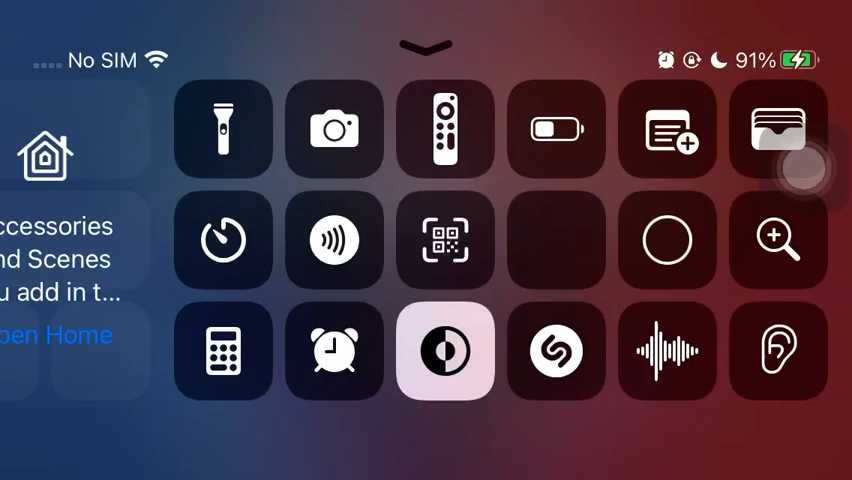 No SIM
91%
ccessories
nd Scenes
u add in t...
pen Home